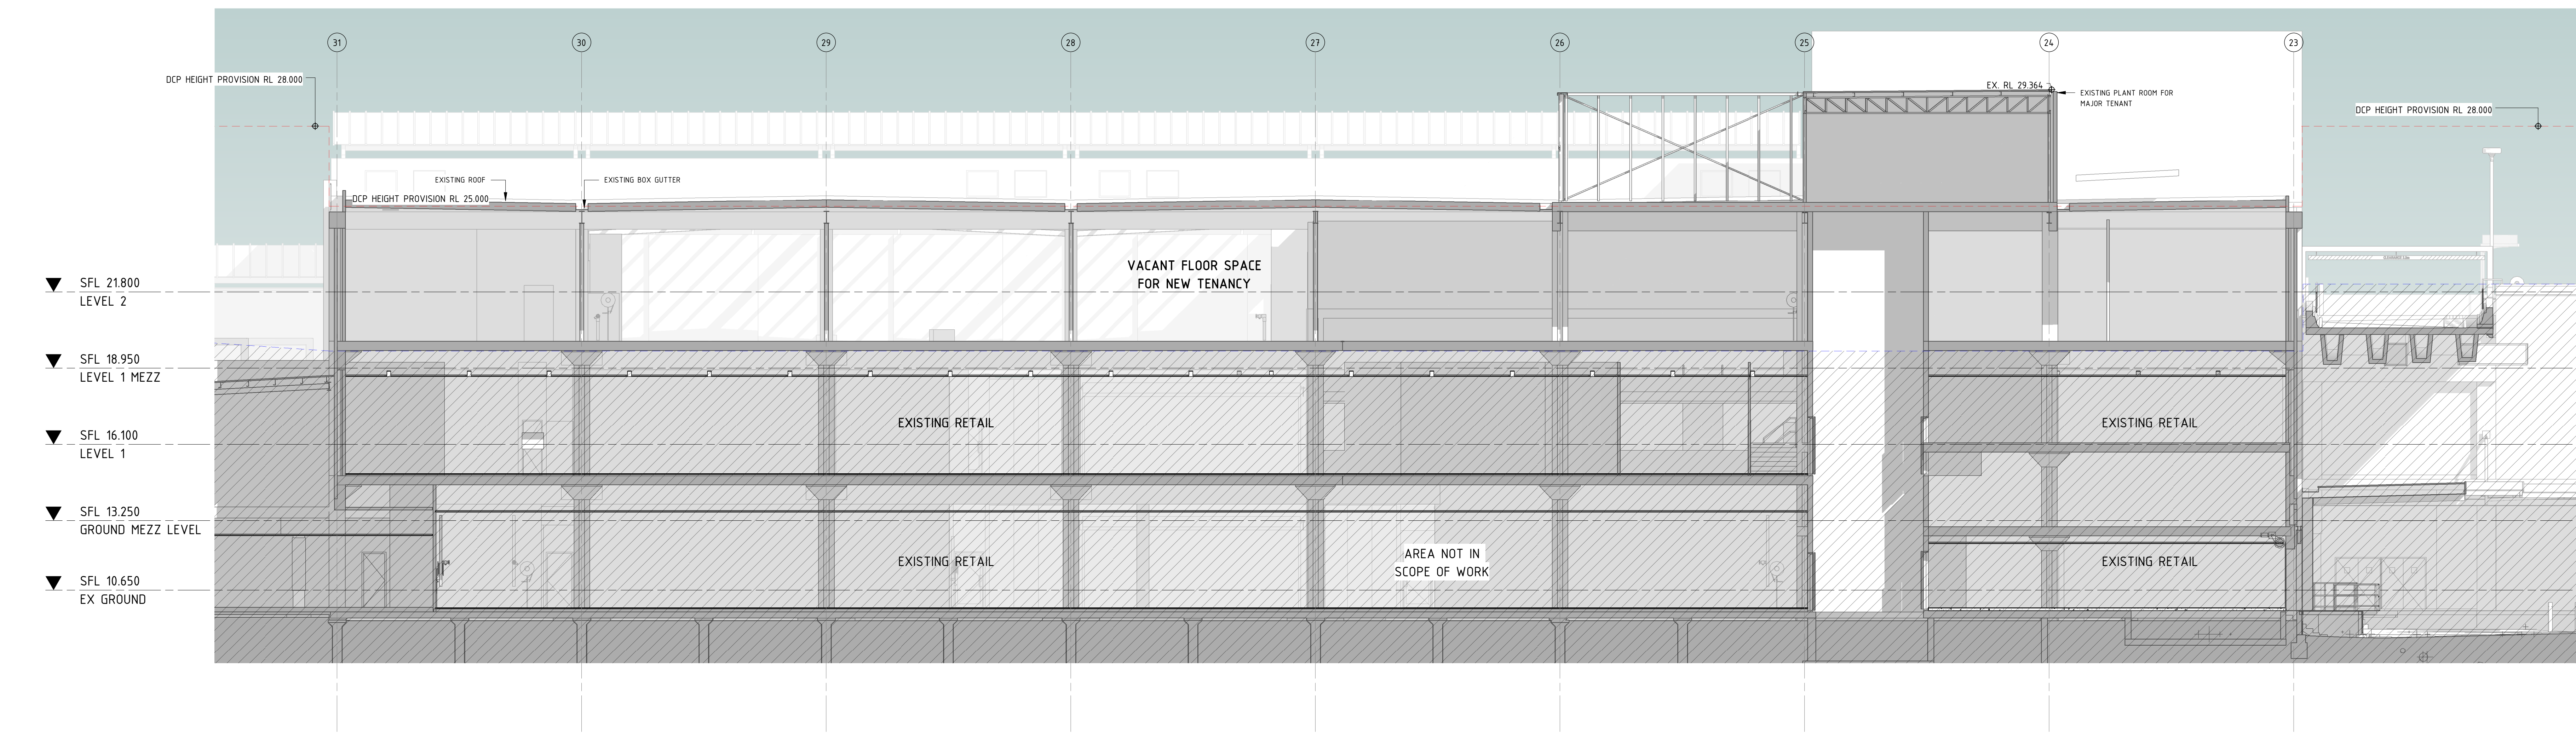 31
30
29
28
27
26
25
24
23
DCP HEIGHT PROVISION RL 28.000
EX. RL 29.364
EXISTING PLANT ROOM FOR
MAJOR TENANT
DCP HEIGHT PROVISION RL 28.000
EXISTING ROOF
EXISTING BOX GUTTER
DCP HEIGHT PROVISION RL 25.000
VACANT FLOOR SPACE
FOR NEW TENANCY
SFL 21.800
LEVEL 2
SFL 18.950
LEVEL 1 MEZZ
EXISTING RETAIL
EXISTING RETAIL
SFL 16.100
LEVEL 1
SFL 13.250
GROUND MEZZ LEVEL
AREA NOT IN
SCOPE OF WORK
EXISTING RETAIL
EXISTING RETAIL
SFL 10.650
EX GROUND